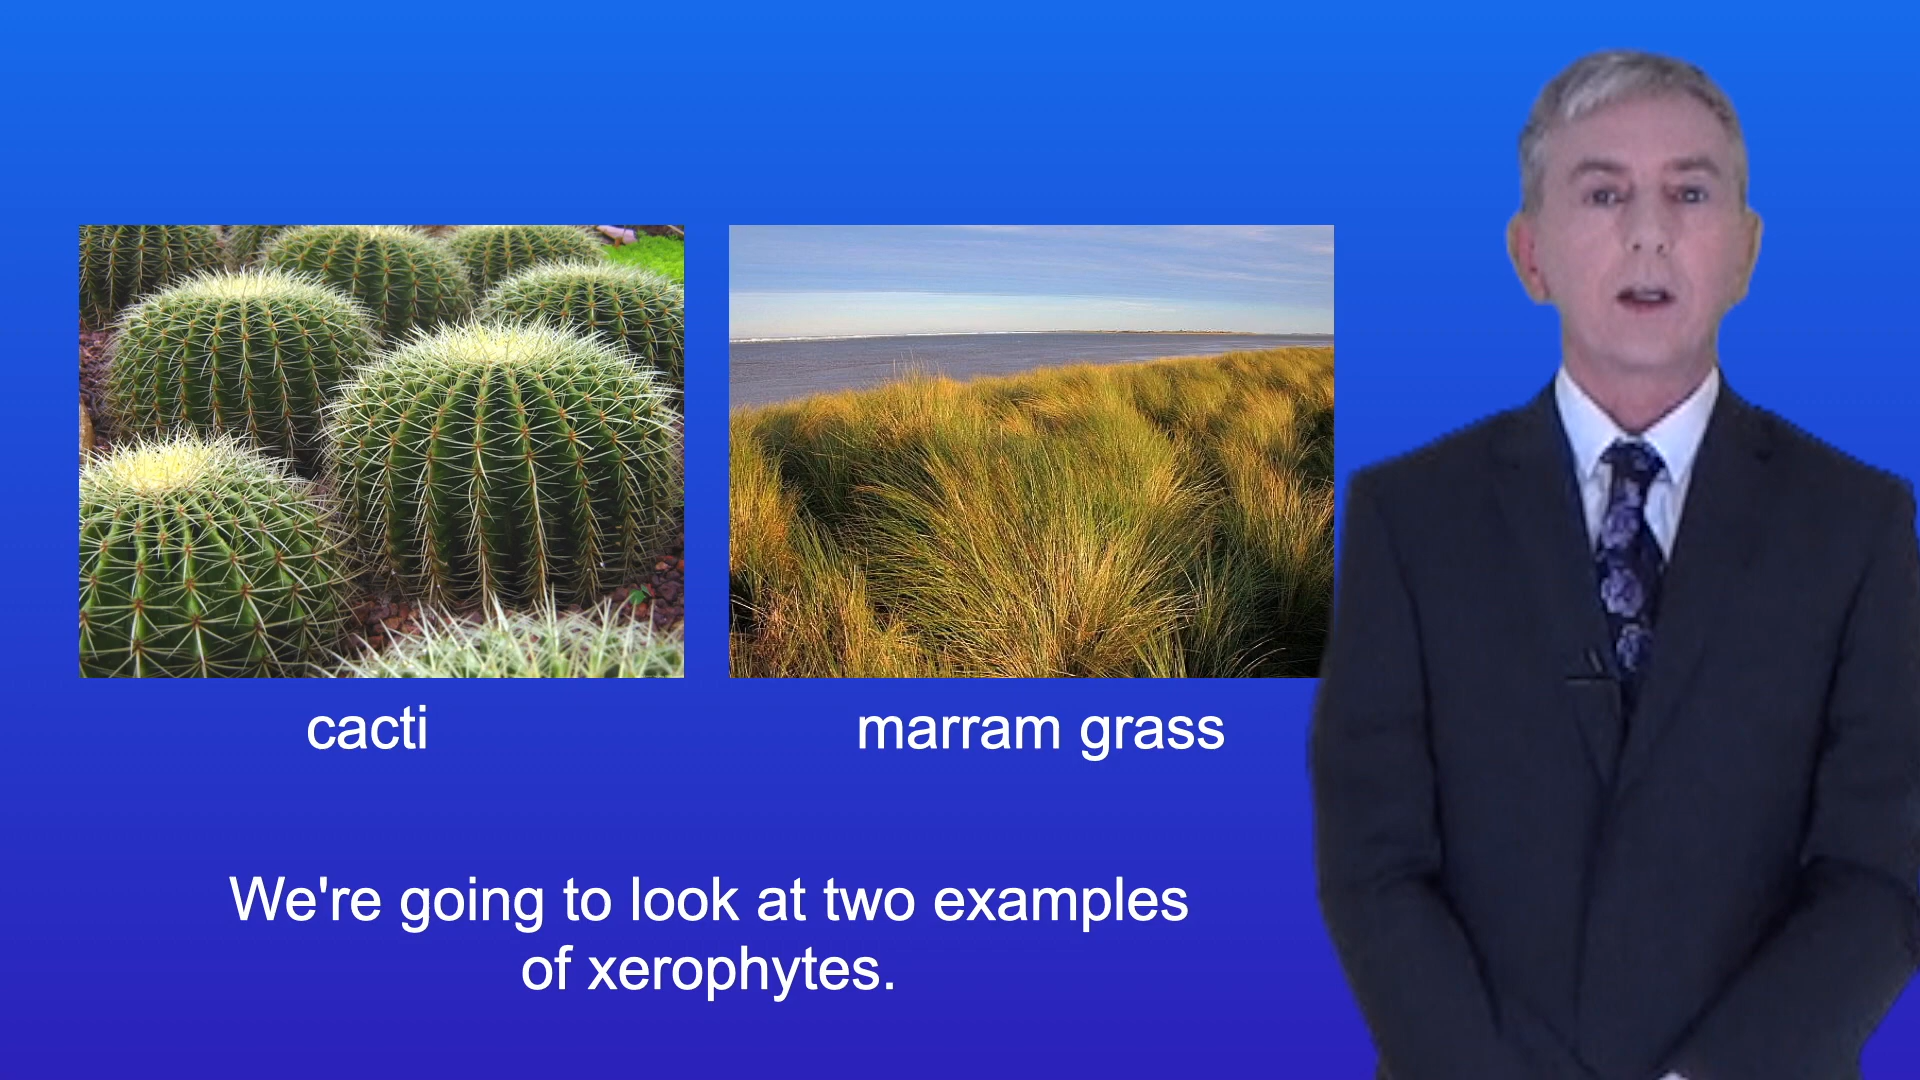 cacti
marram grass
We're going to look at two examples
of xerophytes.